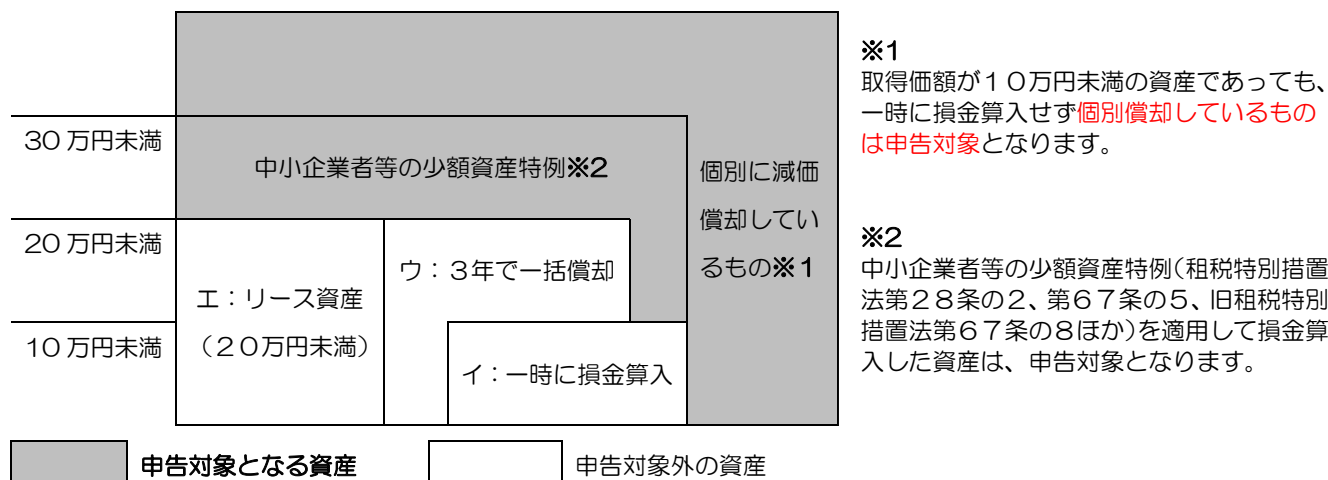 30万円未満
20万円未満
10万円未満
中小企業者等の少額資産特例※2
個別に減価
償却してい
るもの※1
ウ：３年で一括償却
エ：リース資産
（２０万円未満）
イ：一時に損金算入
※1
取得価額が１０万円未満の資産であっても、
一時に損金算入せず個別償却しているもの
は申告対象となります。
※2
中小企業者等の少額資産特例（租税特別措置
法第２８条の２、第６７条の５、旧租税特別
措置法第６７条の８ほか）を適用して損金算
入した資産は、申告対象となります。
申告対象となる資産
申告対象外の資産